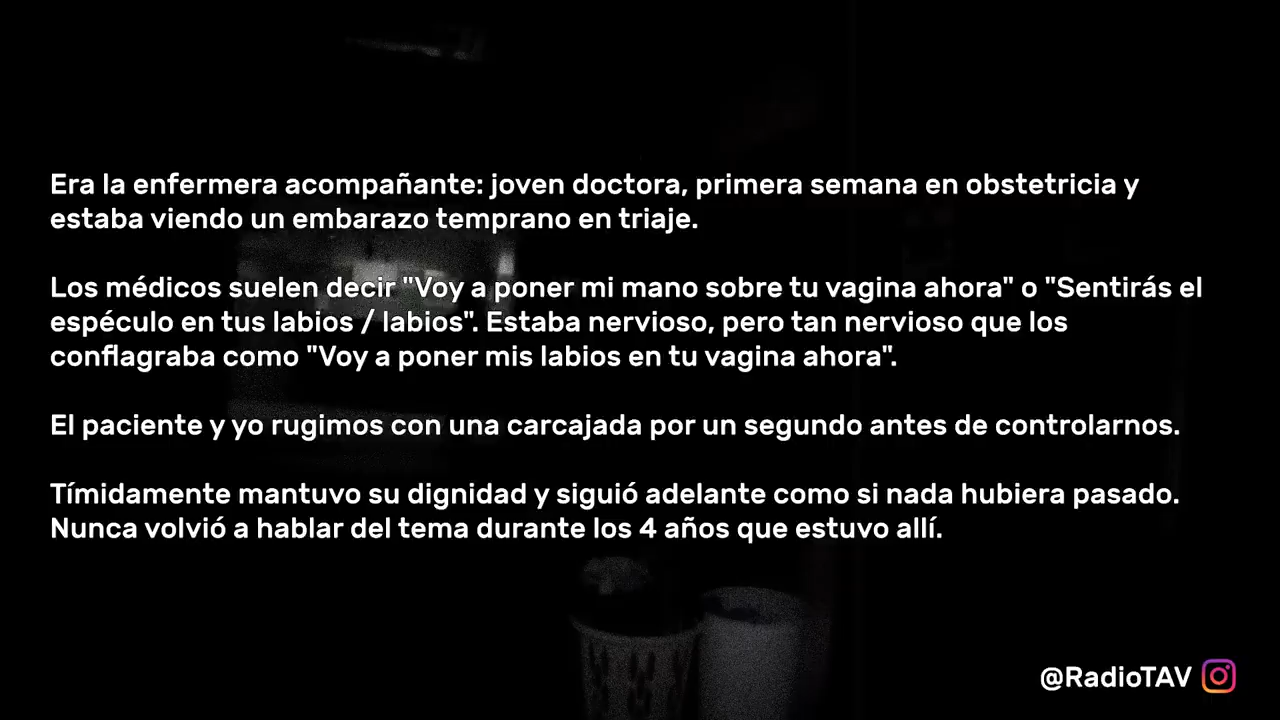 Era la enfermera acompañante: joven doctora, primera semana en obstetricia y
estaba viendo un embarazo temprano en triaje.
Los médicos suelen decir "Voy a poner mi mano sobre tu vagina ahora" o "Sentirás el
espéculo en tus labios / labios". Estaba nervioso, pero tan nervioso que los
conflagraba como "Voy a poner mis labios en tu vagina ahora".
El paciente y yo rugimos con una carcajada por un segundo antes de controlarnos.
Tímidamente mantuvo su dignidad y siguió adelante como si nada hubiera pasado.
Nunca volvió a hablar del tema durante los 4 años que estuvo allí.
@RadioTAV